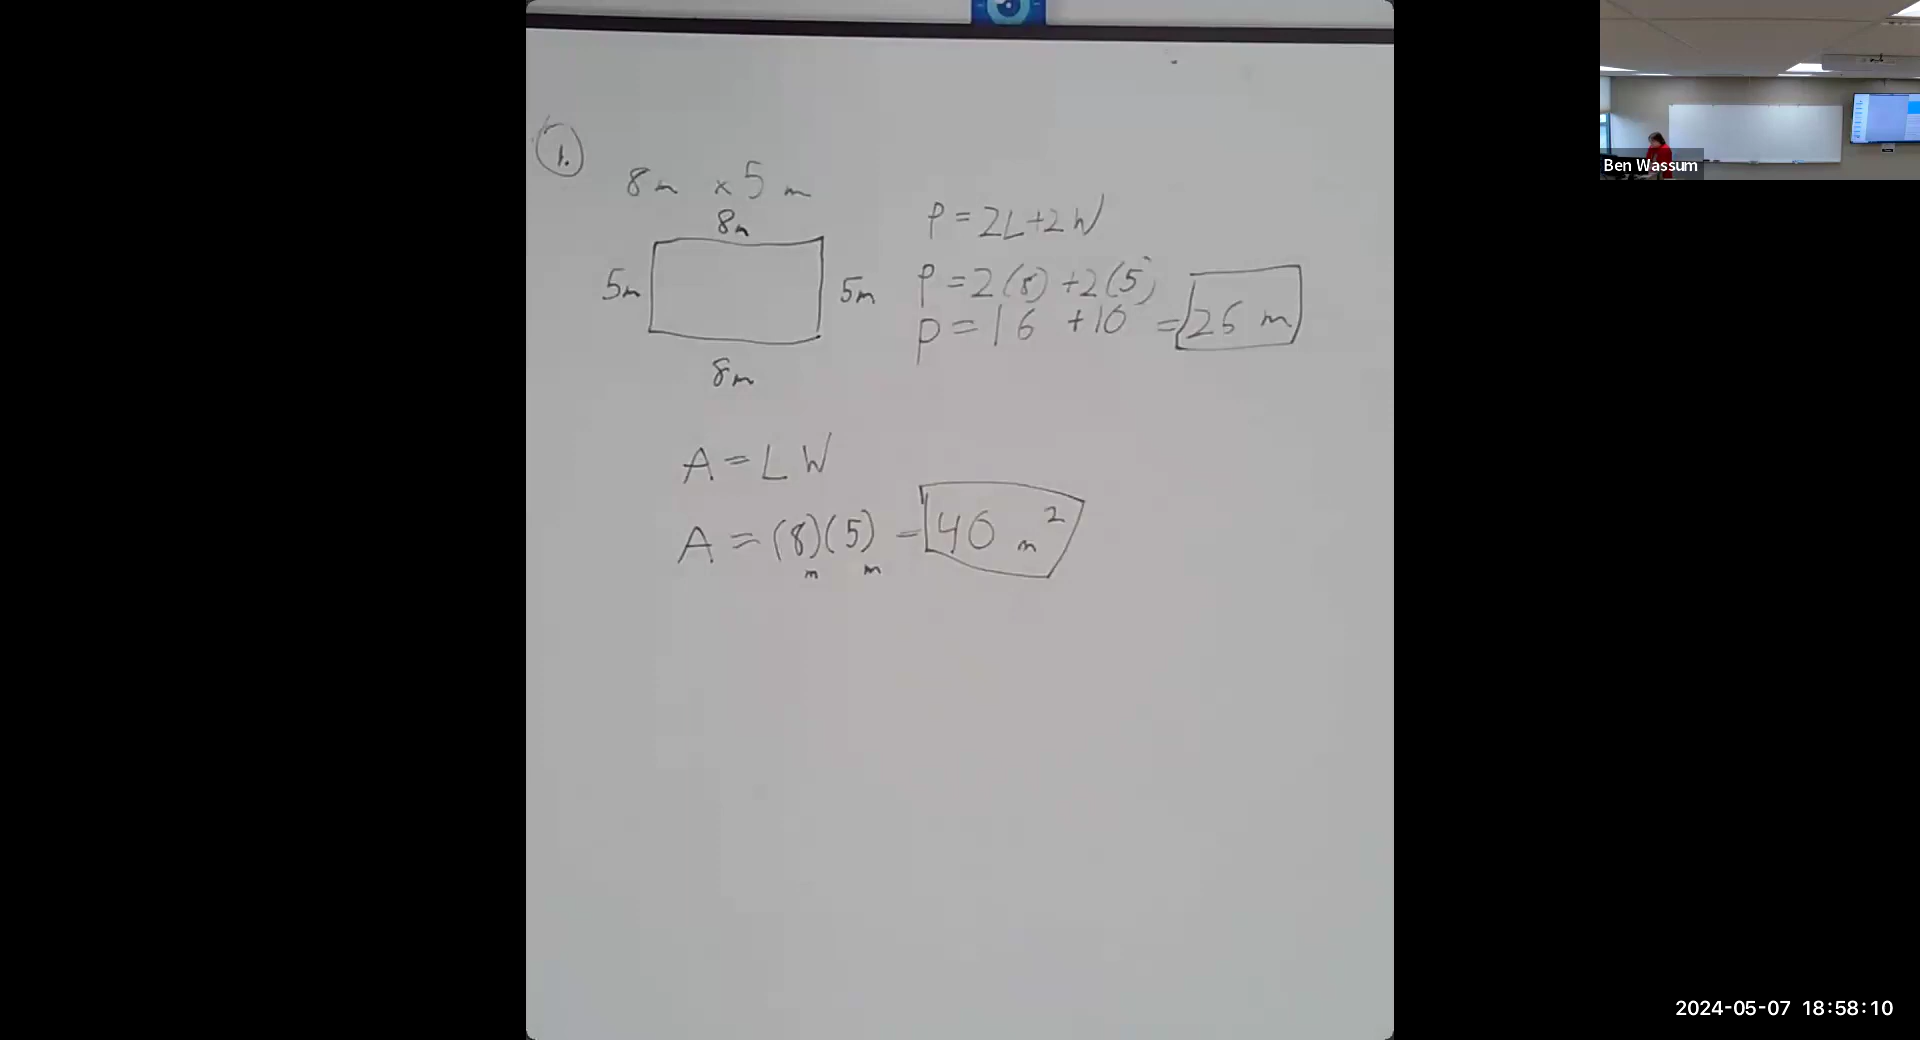 1.
8m x 5 m
8m
5m
5m
8m
P = 2L+2W
P = 2(8) +2(5)
P = 16 +10 = 26 m
A = LW
A = (8)(5) = 40 m²
m m
Ben Wassum
2024-05-07 18:58:10